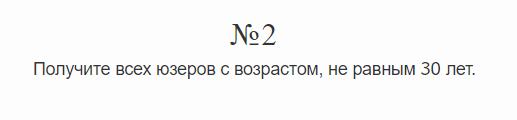 №2
Получите всех юзеров с возрастом, не равным 30 лет.